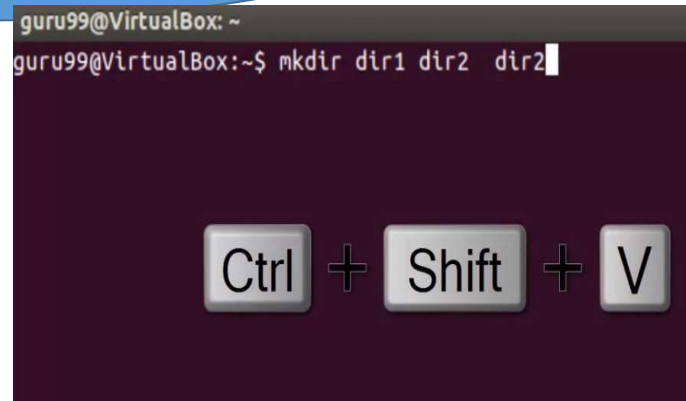 guru99@VirtualBox: ~
guru99@VirtualBox:~$ mkdir dir1 dir2  dir2
Ctrl + Shift + V